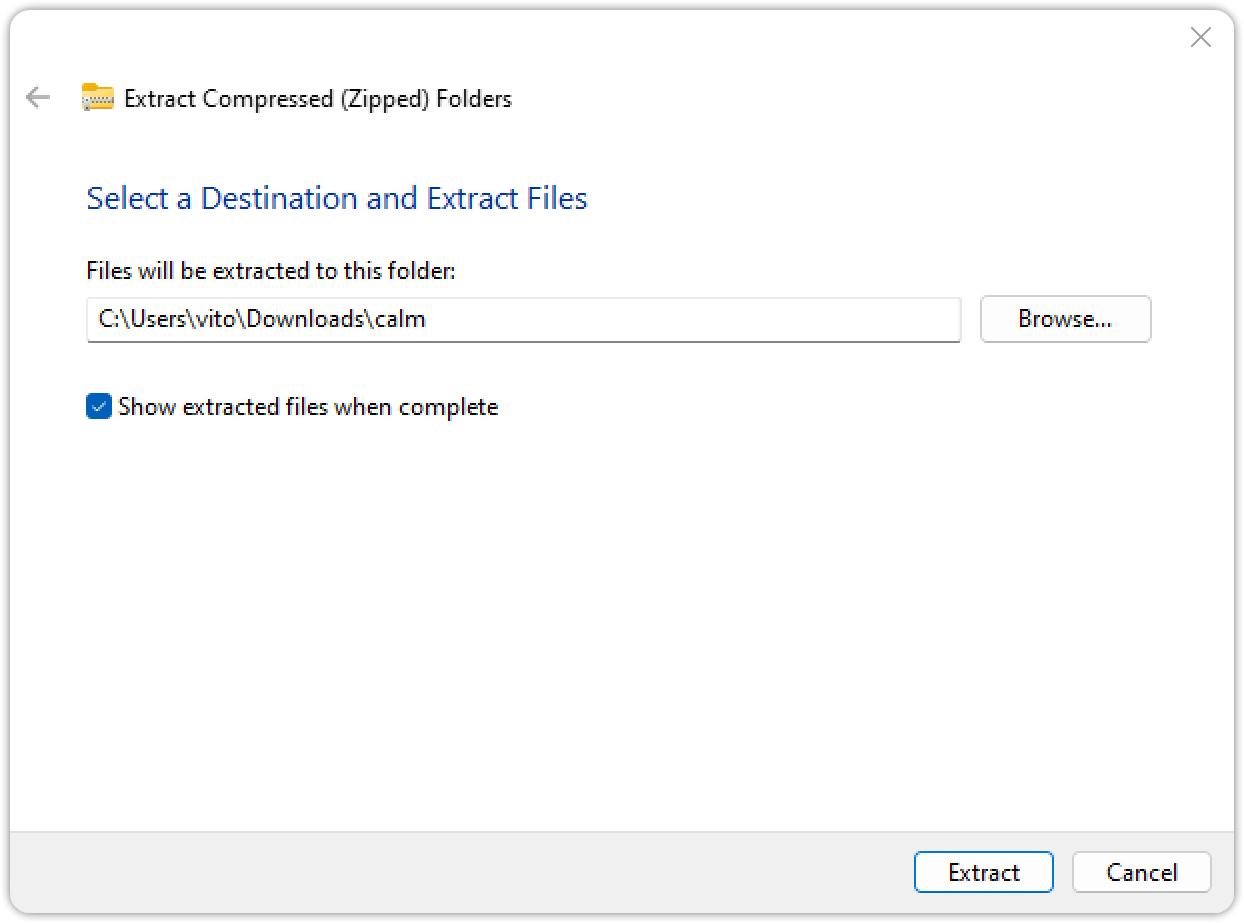 Extract Compressed (Zipped) Folders
Select a Destination and Extract Files
Files will be extracted to this folder:
C:\Users\vito\Downloads\calm
Browse...
Show extracted files when complete
Extract
Cancel